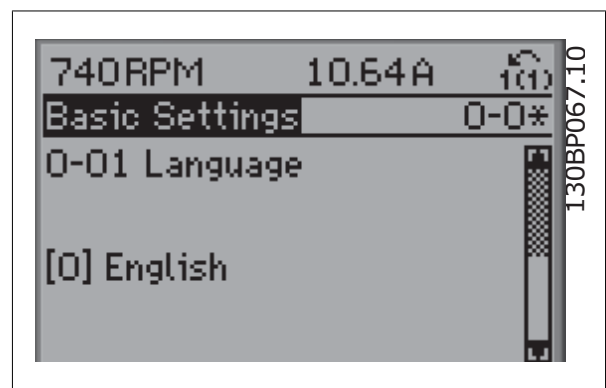 740RPM 10.64A 1(1)
Basic Settings 0-0*
0-01 Language
[0] English
130BP067.10